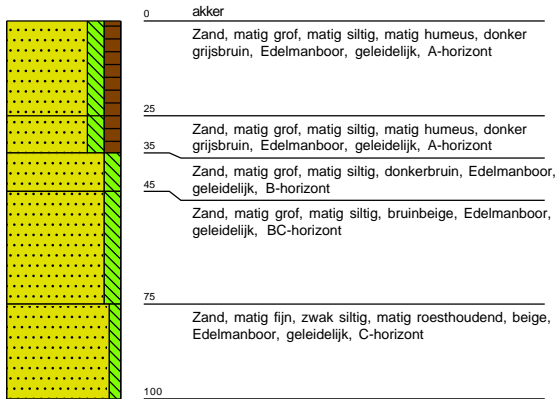 0 akker
Zand, matig grof, matig siltig, matig humeus, donker
grijsbruin, Edelmanboor, geleidelijk, A-horizont
25
Zand, matig grof, matig siltig, matig humeus, donker
grijsbruin, Edelmanboor, geleidelijk, A-horizont
35
Zand, matig grof, matig siltig, donkerbruin, Edelmanboor,
geleidelijk, B-horizont
45
Zand, matig grof, matig siltig, bruinbeige, Edelmanboor,
geleidelijk, BC-horizont
75
Zand, matig fijn, zwak siltig, matig roesthoudend, beige,
Edelmanboor, geleidelijk, C-horizont
100